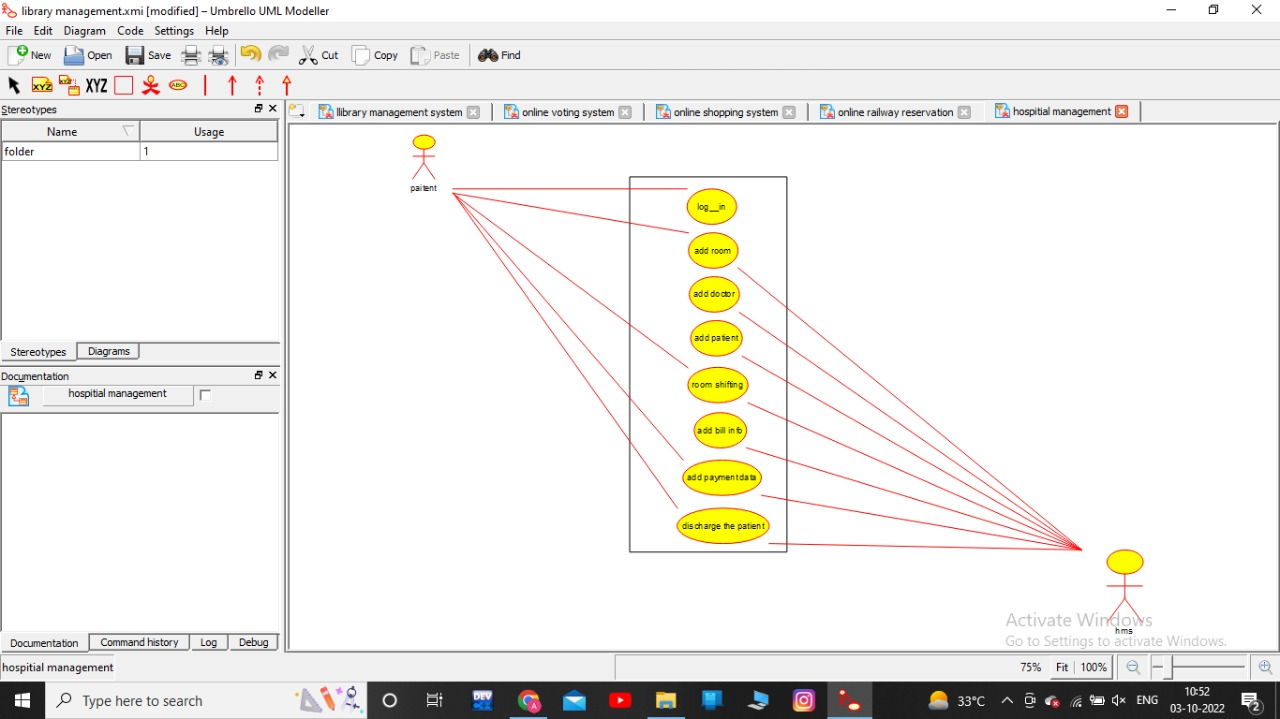 library management.xmi [modified] – Umbrello UML Modeller
File Edit Diagram Code Settings Help
New Open Save Cut Copy Paste Find
XYZ XYZ ABC
Stereotypes
llibrary management system online voting system online shopping system online railway reservation hospitial management
Name Usage
folder 1
Stereotypes Diagrams
Documentation
hospitial management
paitent
log__in
add room
add doctor
add patient
room shifting
add bill info
add payment data
discharge the patient
hms
Activate Windows
Go to Settings to activate Windows.
Documentation Command history Log Debug
hospitial management
75% Fit 100%
Type here to search
DEV
A
33°C
ENG
10:52
03-10-2022
2